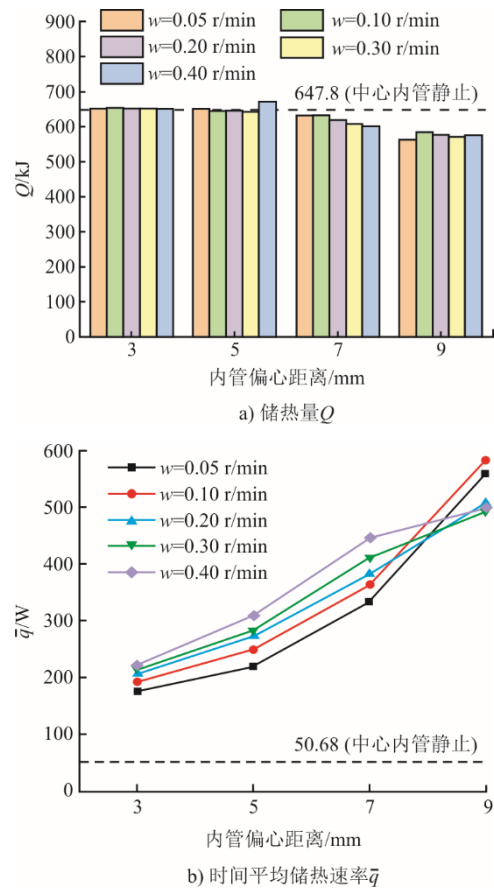 w=0.05 r/min w=0.10 r/min
w=0.20 r/min w=0.30 r/min
w=0.40 r/min
647.8 (中心内管静止)
900
800
700
600
500
400
300
200
100
0
Q/kJ
3 5 7 9
内管偏心距离/mm
a) 储热量Q
600
500
400
300
200
100
0
q̄/W
w=0.05 r/min
w=0.10 r/min
w=0.20 r/min
w=0.30 r/min
w=0.40 r/min
50.68 (中心内管静止)
3 5 7 9
内管偏心距离/mm
b) 时间平均储热速率q̄